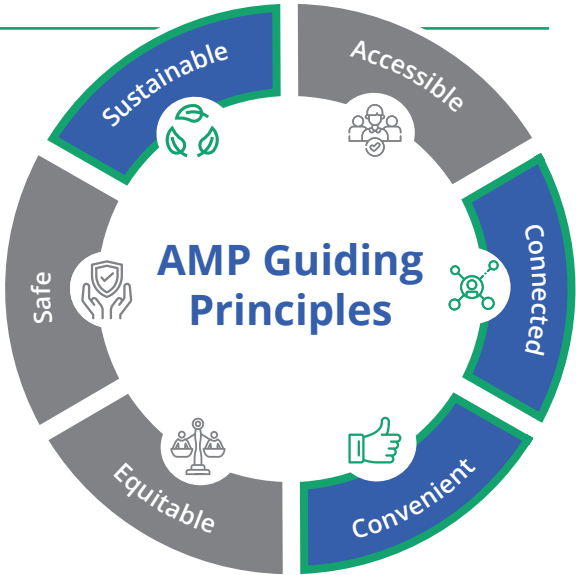 Sustainable
Accessible
Connected
Convenient
Equitable
Safe
AMP Guiding
Principles